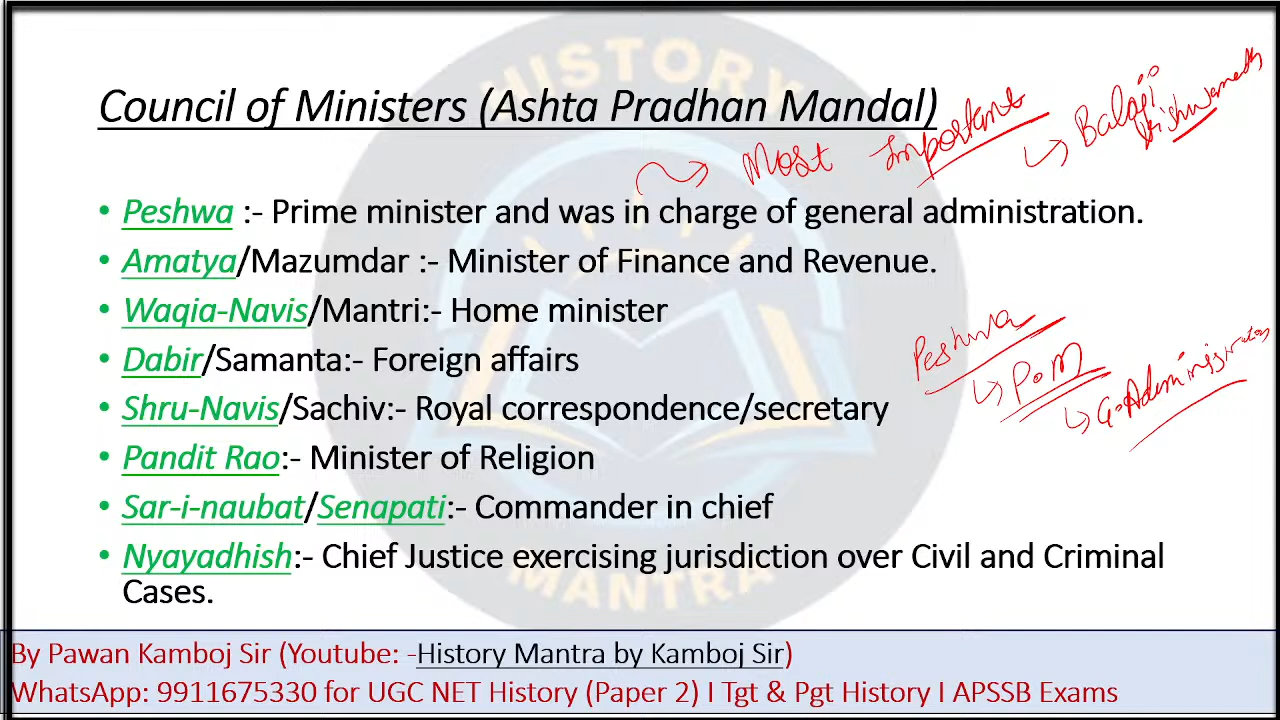 HISTORY
Council of Ministers (Ashta Pradhan Mandal)
Most Important
Balaji
Vishwanath
• Peshwa :- Prime minister and was in charge of general administration.
• Amatya/Mazumdar :- Minister of Finance and Revenue.
• Waqia-Navis/Mantri:- Home minister
Peshwa
• Dabir/Samanta:- Foreign affairs
P.M
G.Administration
• Shru-Navis/Sachiv:- Royal correspondence/secretary
• Pandit Rao:- Minister of Religion
• Sar-i-naubat/Senapati:- Commander in chief
• Nyayadhish:- Chief Justice exercising jurisdiction over Civil and Criminal
Cases.
MANTRA
By Pawan Kamboj Sir (Youtube: -History Mantra by Kamboj Sir)
WhatsApp: 9911675330 for UGC NET History (Paper 2) I Tgt & Pgt History I APSSB Exams